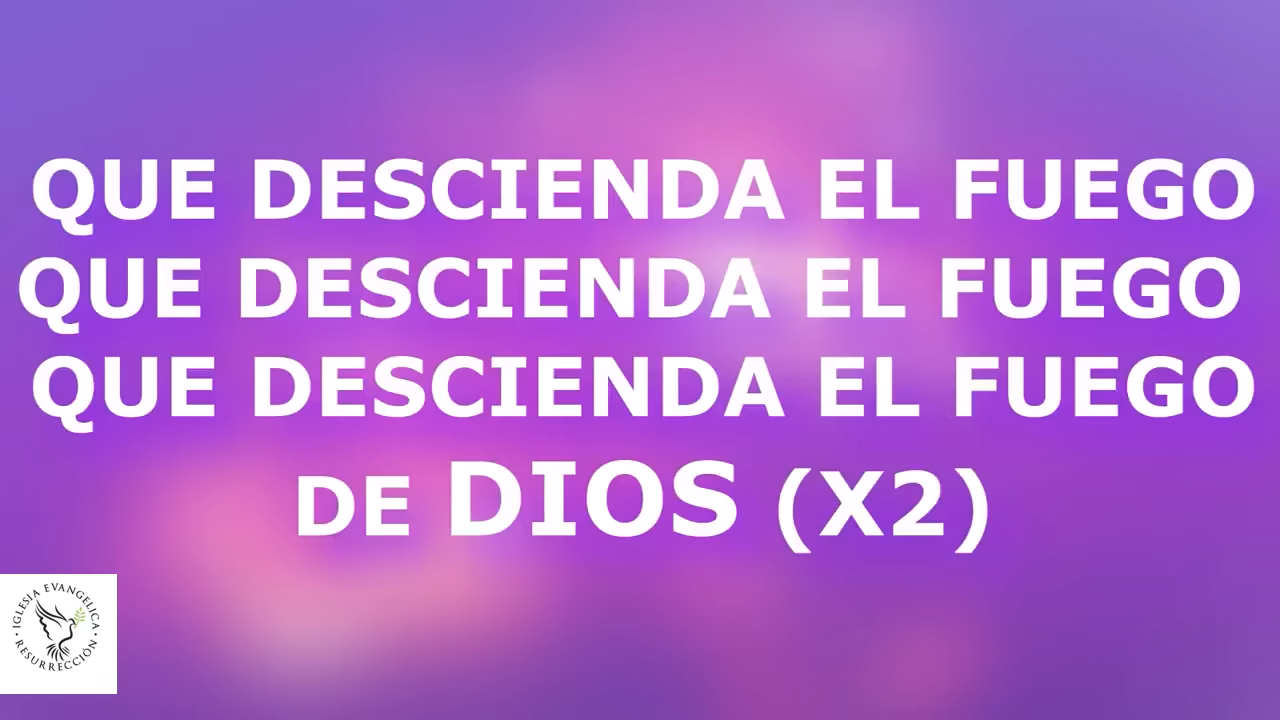 QUE DESCIENDA EL FUEGO
QUE DESCIENDA EL FUEGO
QUE DESCIENDA EL FUEGO
DE DIOS (X2)
IGLESIA EVANGELICA
• RESURRECCIÓN •